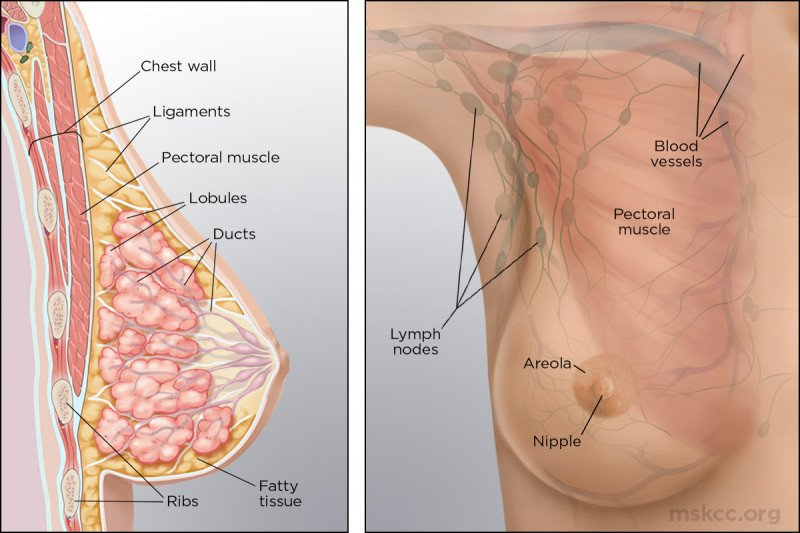 Chest wall
Ligaments
Pectoral muscle
Lobules
Ducts
Fatty
tissue
Ribs
Blood
vessels
Pectoral
muscle
Lymph
nodes
Areola
Nipple
mskcc.org